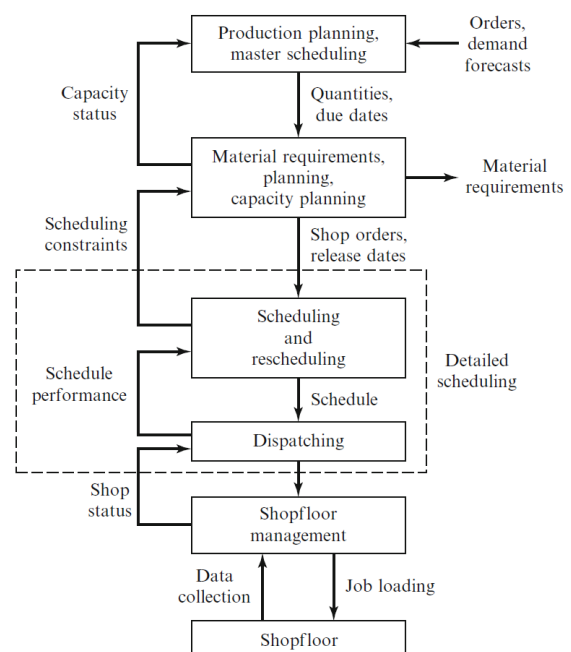 Production planning,
master scheduling
Orders,
demand
forecasts
Capacity
status
Quantities,
due dates
Material requirements,
planning,
capacity planning
Material
requirements
Scheduling
constraints
Shop orders,
release dates
Scheduling
and
rescheduling
Detailed
scheduling
Schedule
performance
Schedule
Dispatching
Shop
status
Shopfloor
management
Data
collection
Job loading
Shopfloor